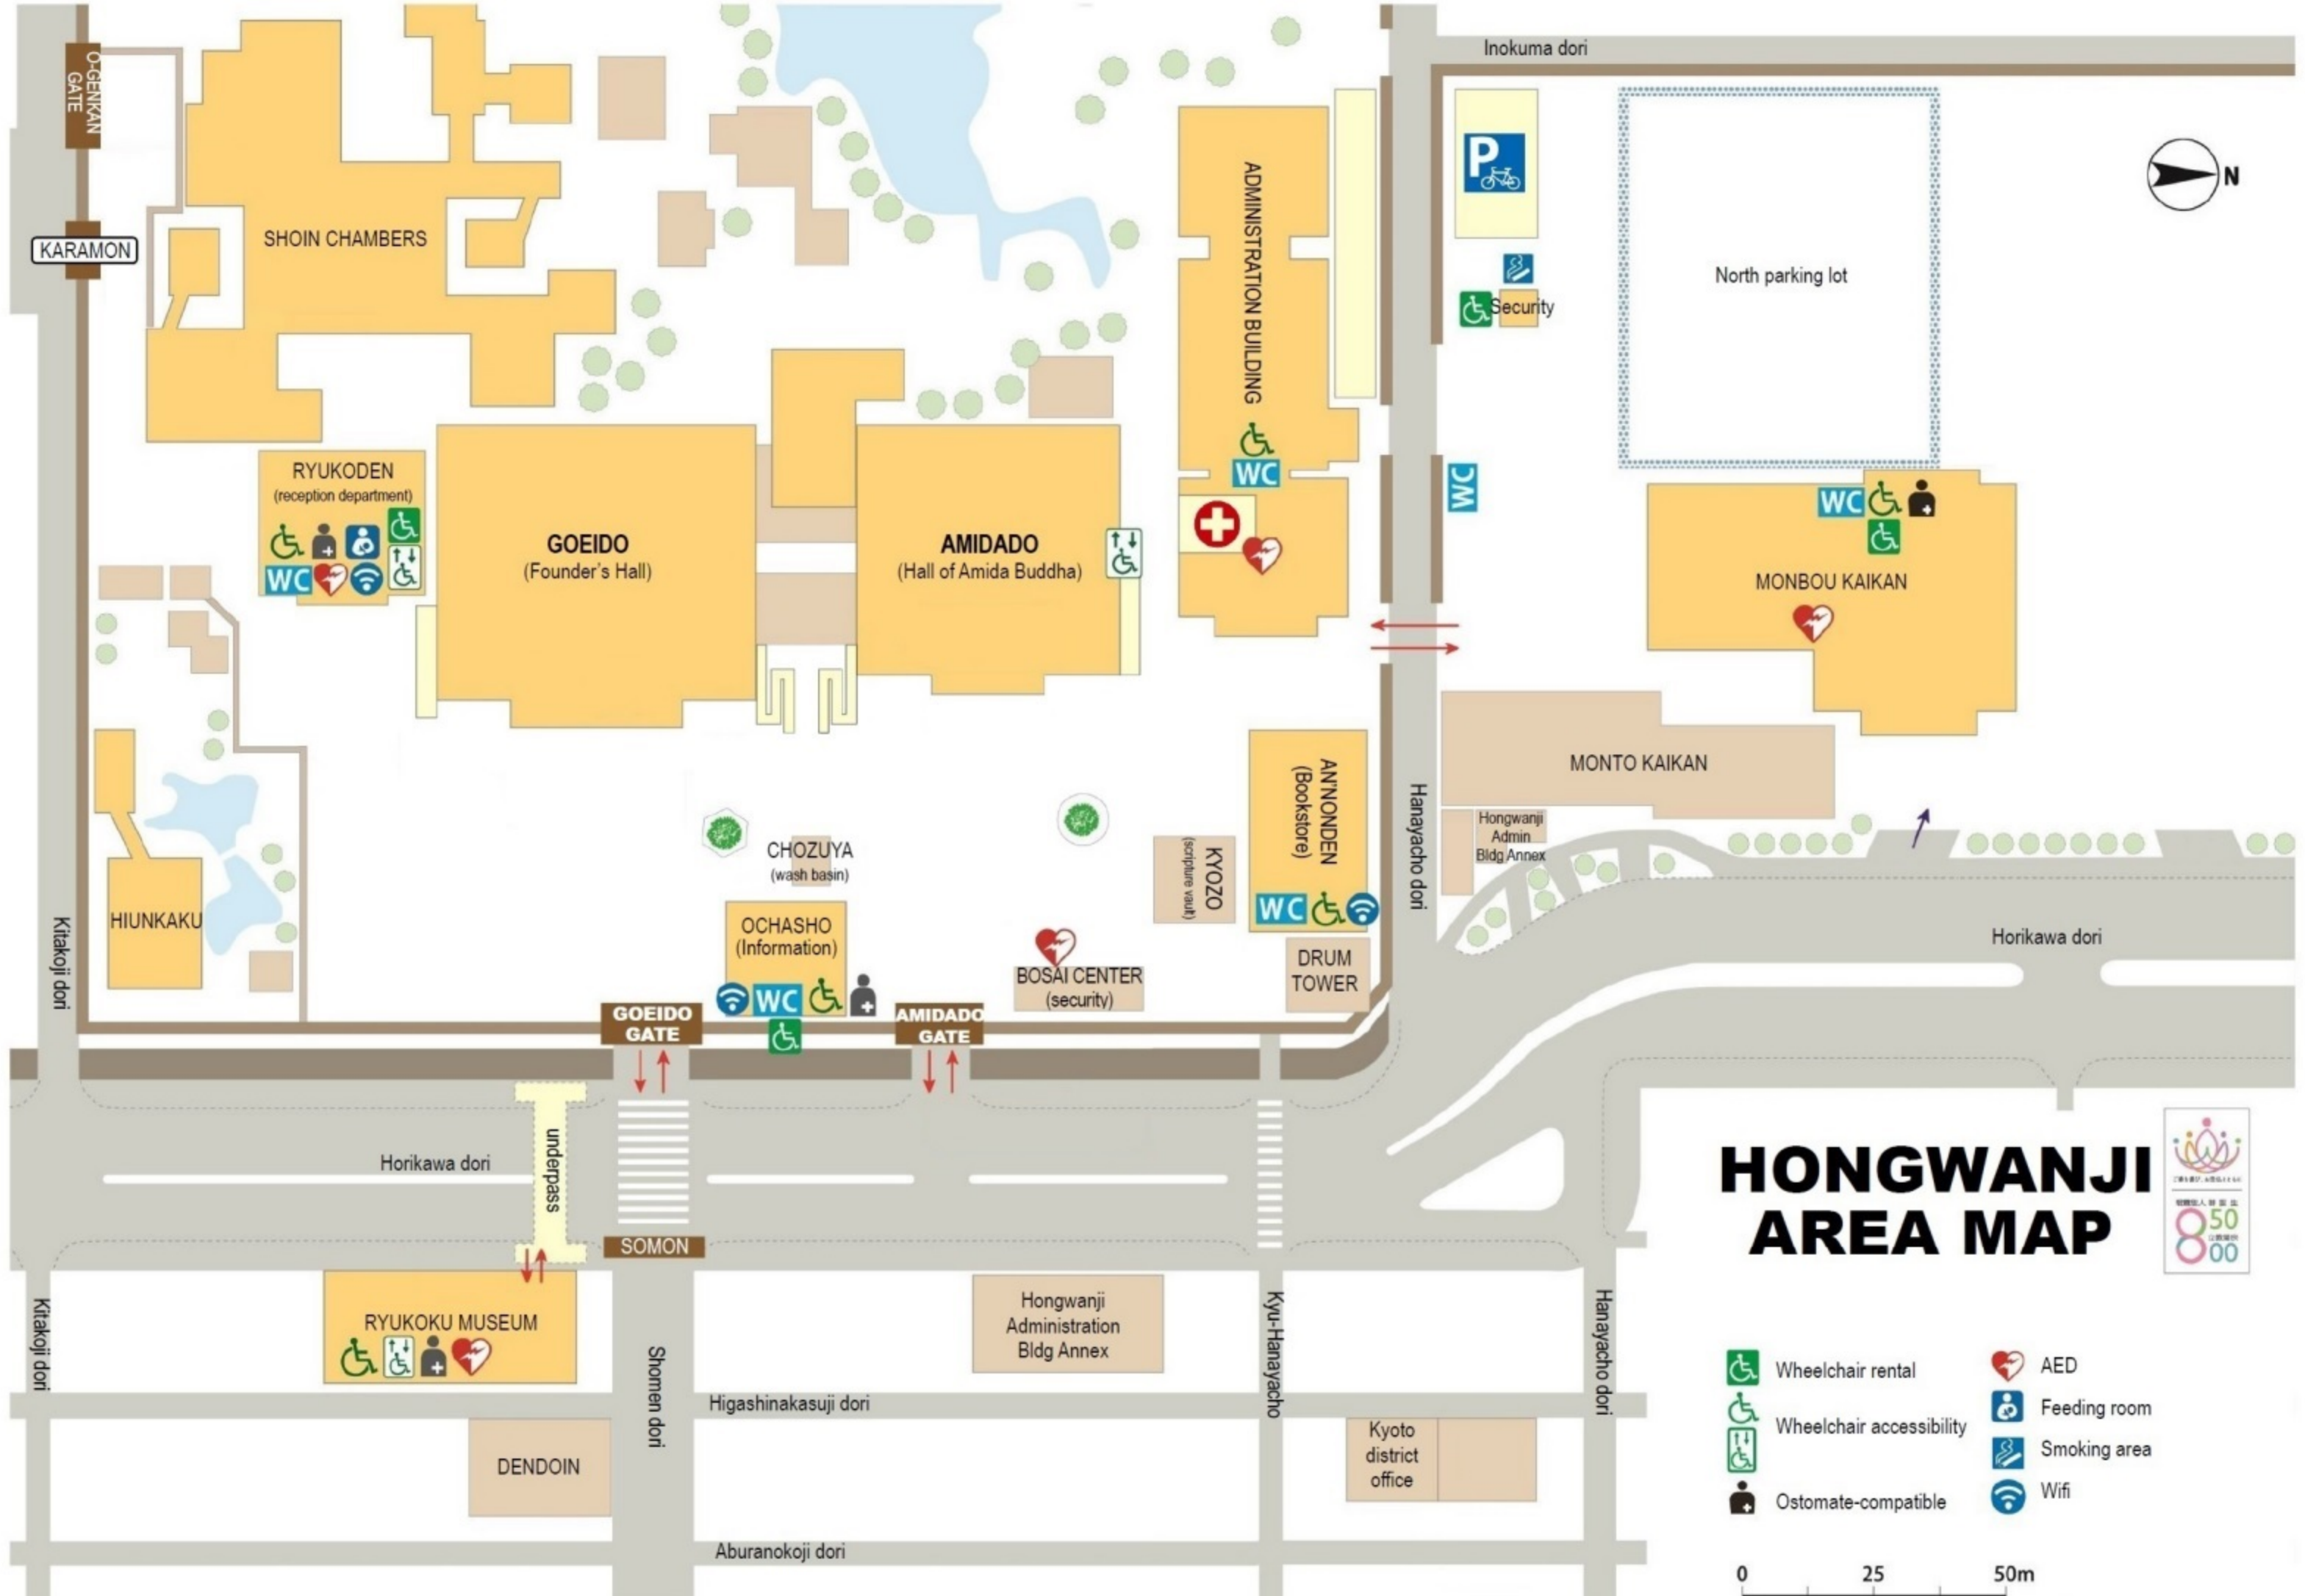 Inokuma dori
O-GENKAN
GATE
KARAMON
SHOIN CHAMBERS
ADMINISTRATION BUILDING
P
N
Security
North parking lot
WC
WC
RYUKODEN
(reception department)
WC
GOEIDO
(Founder's Hall)
AMIDADO
(Hall of Amida Buddha)
WC
MONBOU KAIKAN
MONTO KAIKAN
Hongwanji
Admin
Bldg Annex
Hanayacho dori
AN'NONDEN
(Bookstore)
WC
KYOZO
(scripture vault)
CHOZUYA
(wash basin)
OCHASHO
(Information)
WC
BOSAI CENTER
(security)
DRUM
TOWER
HIUNKAKU
Kitakoji dori
Horikawa dori
GOEIDO
GATE
AMIDADO
GATE
underpass
Horikawa dori
SOMON
HONGWANJI
AREA MAP
50
800
RYUKOKU MUSEUM
Kitakoji dori
Shomen dori
Hongwanji
Administration
Bldg Annex
Kyu-Hanayacho
Hanayacho dori
Higashinakasuji dori
DENDOIN
Kyoto
district
office
Aburanokoji dori
Wheelchair rental
Wheelchair accessibility
Ostomate-compatible
AED
Feeding room
Smoking area
Wifi
0 25 50m